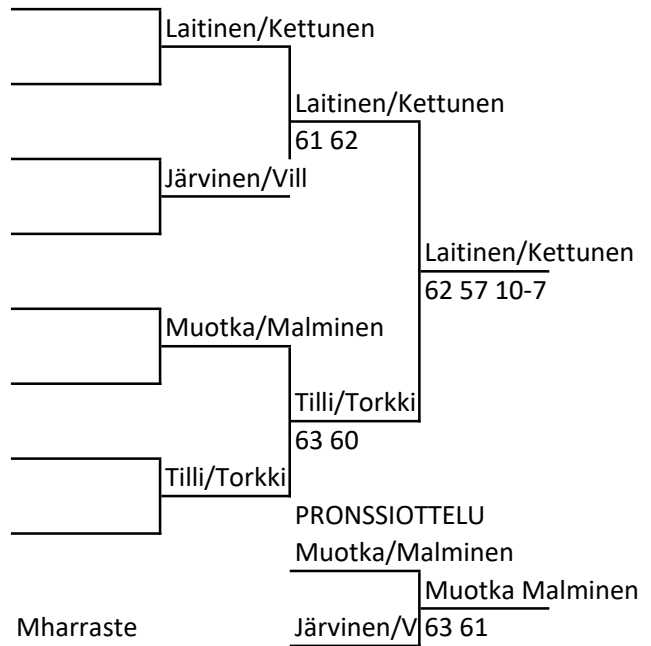 Laitinen/Kettunen
Laitinen/Kettunen
61 62
Järvinen/Vill
Laitinen/Kettunen
62 57 10-7
Muotka/Malminen
Tilli/Torkki
63 60
Tilli/Torkki
PRONSSIOTTELU
Muotka/Malminen
Muotka Malminen
Mharraste
Järvinen/V
63 61